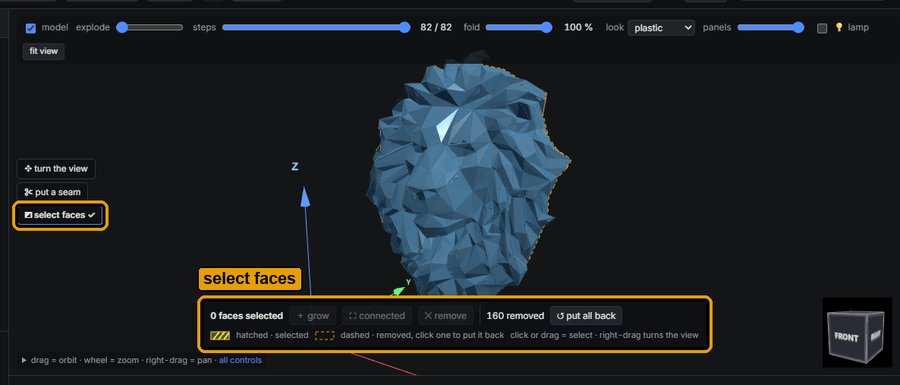 model explode steps 82 / 82 fold 100 % look plastic panels lamp
fit view
turn the view
put a seam
select faces ✓
Z
Y
select faces
0 faces selected + grow connected × remove 160 removed ↺ put all back
hatched · selected dashed · removed, click one to put it back click or drag = select · right-drag turns the view
FRONT
▶ drag = orbit · wheel = zoom · right-drag = pan · all controls